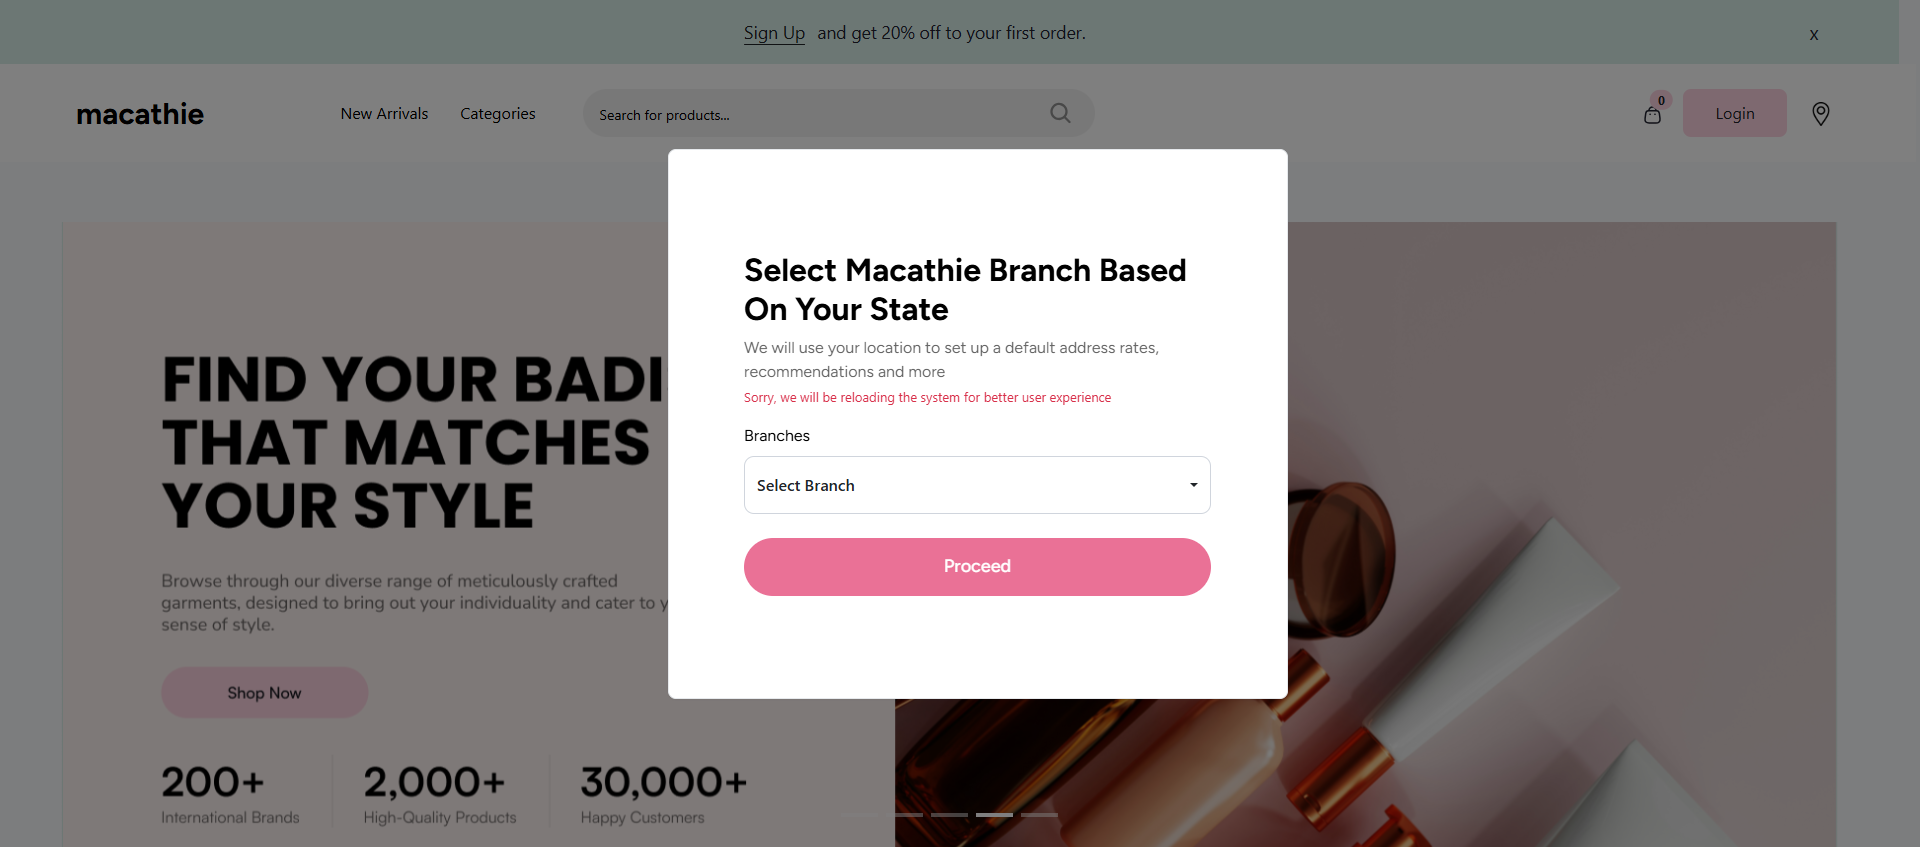 Sign Up and get 20% off to your first order.
x
macathie
New Arrivals
Categories
Search for products...
0
Login
Select Macathie Branch Based
On Your State
We will use your location to set up a default address rates,
recommendations and more
Sorry, we will be reloading the system for better user experience
Branches
Select Branch
Proceed
FIND YOUR
THAT MATCHES
YOUR STYLE
Browse through our diverse range of meticulously crafted
garments, designed to bring out your individuality and cater to
sense of style.
Shop Now
200+
International Brands
2,000+
High-Quality Products
30,000+
Happy Customers